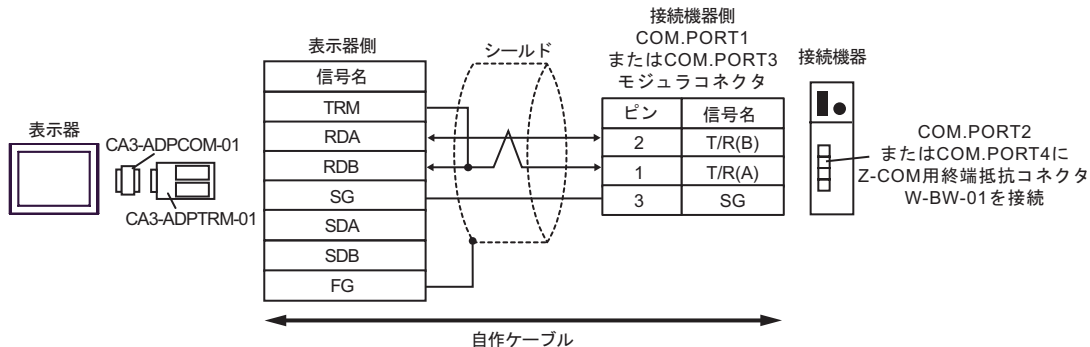 表示器
CA3-ADPCOM-01
CA3-ADPTRM-01
表示器側
信号名
TRM
RDA
RDB
SG
SDA
SDB
FG
シールド
接続機器側
COM.PORT1
またはCOM.PORT3
モジュラコネクタ
ピン 信号名
2 T/R(B)
1 T/R(A)
3 SG
接続機器
COM.PORT2
またはCOM.PORT4に
Z-COM用終端抵抗コネクタ
W-BW-01を接続
自作ケーブル